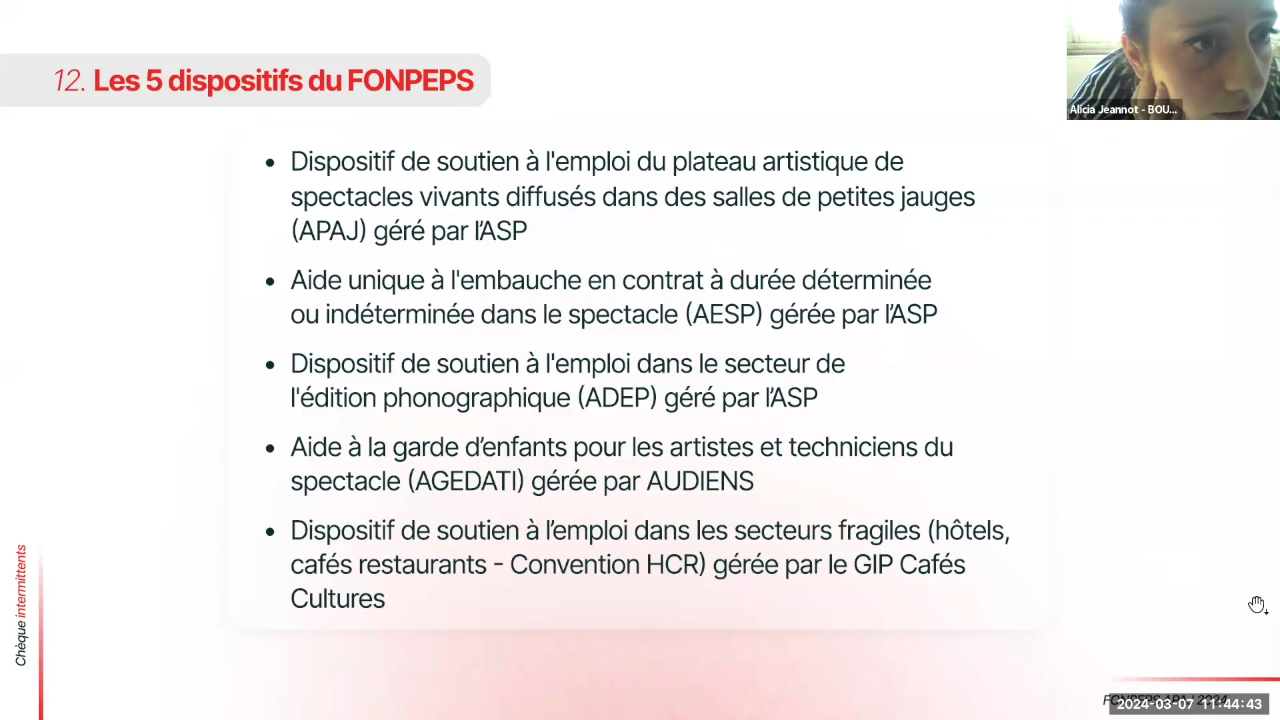 12. Les 5 dispositifs du FONPEPS
Alicia Jeannot - BOU...
• Dispositif de soutien à l'emploi du plateau artistique de
spectacles vivants diffusés dans des salles de petites jauges
(APAJ) géré par l’ASP
• Aide unique à l'embauche en contrat à durée déterminée
ou indéterminée dans le spectacle (AESP) gérée par l’ASP
• Dispositif de soutien à l'emploi dans le secteur de
l'édition phonographique (ADEP) géré par l’ASP
• Aide à la garde d’enfants pour les artistes et techniciens du
spectacle (AGEDATI) gérée par AUDIENS
• Dispositif de soutien à l’emploi dans les secteurs fragiles (hôtels,
cafés restaurants - Convention HCR) gérée par le GIP Cafés
Cultures
Chèque intermittents
2024-03-07 11:44:43